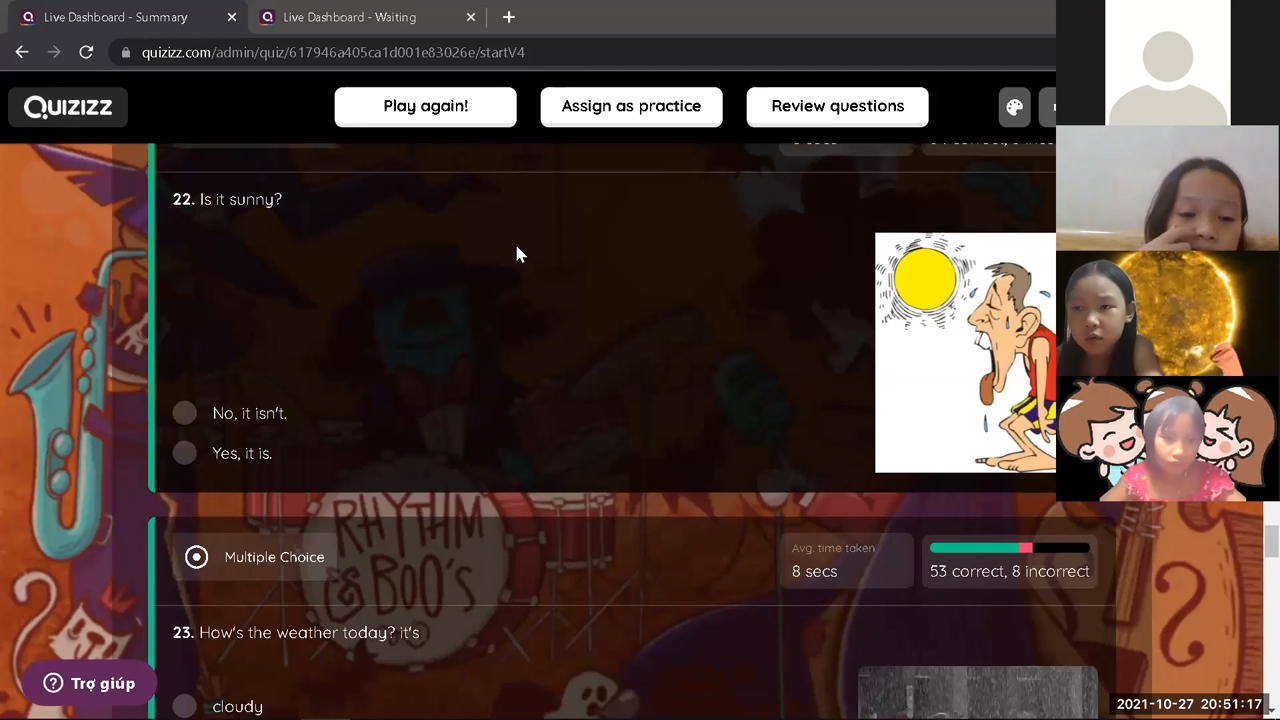 Live Dashboard - Summary
Live Dashboard - Waiting
quizizz.com/admin/quiz/617946a405ca1d001e83026e/startV4
QUIZIZZ
Play again!
Assign as practice
Review questions
22. Is it sunny?
No, it isn't.
Yes, it is.
RHYTHM
& BOO'S
Multiple Choice
Avg. time taken
8 secs
53 correct, 8 incorrect
23. How's the weather today? it's
Trợ giúp
cloudy
2021-10-27 20:51:17